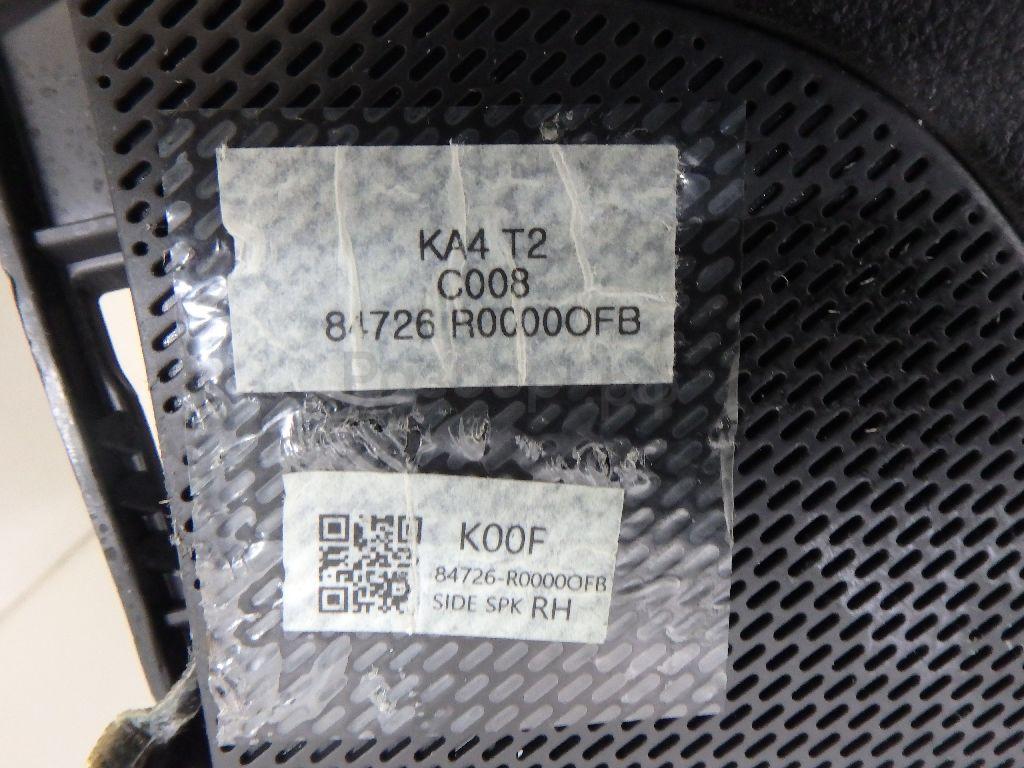 KA4 T2
C008
84726 R0000OFB
K00F
84726-R0000OFB
SIDE SPK RH